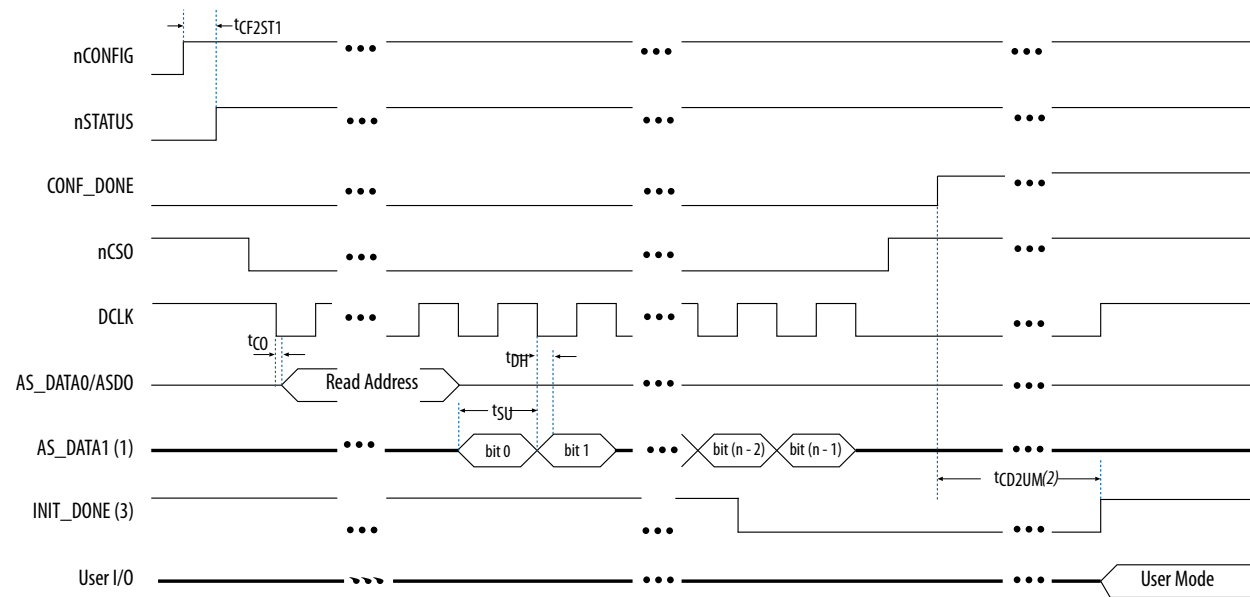 tCF2ST1
nCONFIG
nSTATUS
CONF_DONE
nCSO
DCLK
tCO
tDH
AS_DATA0/ASDO
Read Address
tSU
AS_DATA1 (1)
bit 0
bit 1
bit (n - 2)
bit (n - 1)
tCD2UM(2)
INIT_DONE (3)
User I/O
User Mode